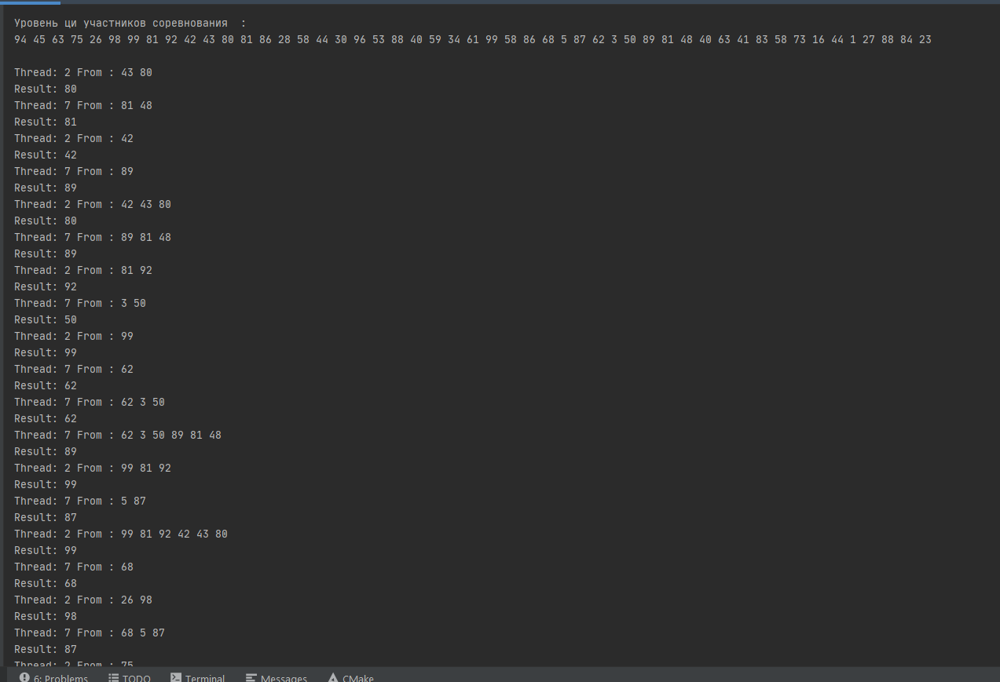 Уровень ци участников соревнования  :
94 45 63 75 26 98 99 81 92 42 43 80 81 86 28 58 44 30 96 53 88 40 59 34 61 99 58 86 68 5 87 62 3 50 89 81 48 40 63 41 83 58 73 16 44 1 27 88 84 23
Thread: 2 From : 43 80
Result: 80
Thread: 7 From : 81 48
Result: 81
Thread: 2 From : 42
Result: 42
Thread: 7 From : 89
Result: 89
Thread: 2 From : 42 43 80
Result: 80
Thread: 7 From : 89 81 48
Result: 89
Thread: 2 From : 81 92
Result: 92
Thread: 7 From : 3 50
Result: 50
Thread: 2 From : 99
Result: 99
Thread: 7 From : 62
Result: 62
Thread: 7 From : 62 3 50
Result: 62
Thread: 7 From : 62 3 50 89 81 48
Result: 89
Thread: 2 From : 99 81 92
Result: 99
Thread: 7 From : 5 87
Result: 87
Thread: 2 From : 99 81 92 42 43 80
Result: 99
Thread: 7 From : 68
Result: 68
Thread: 2 From : 26 98
Result: 98
Thread: 7 From : 68 5 87
Result: 87
Thread: 2 From : 75
6: Problems TODO Terminal Messages CMake